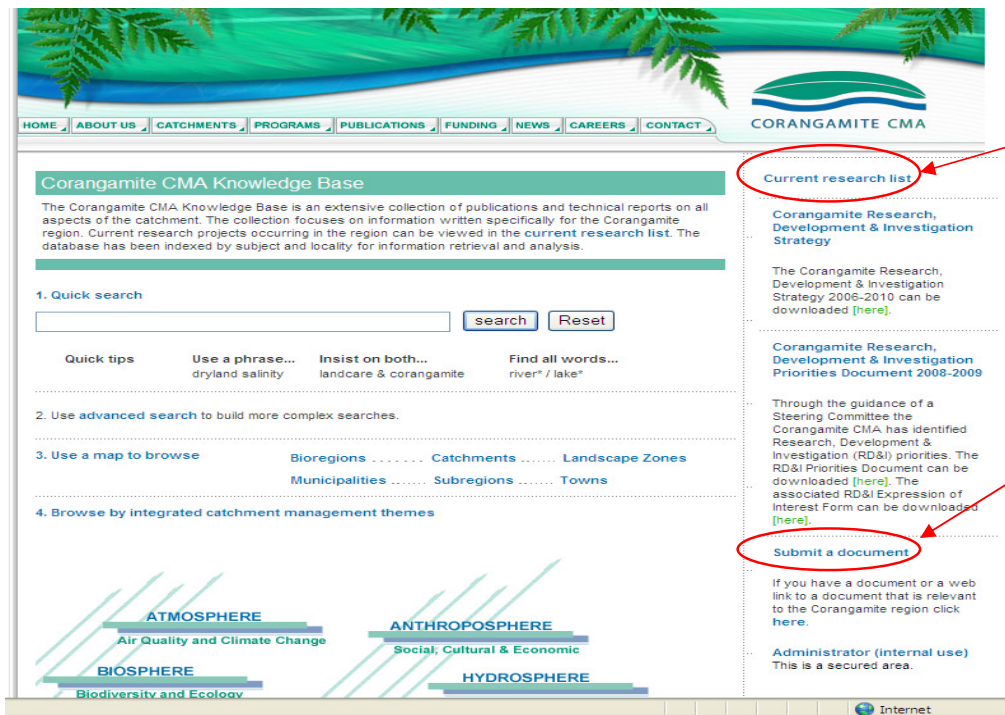 HOME ABOUT US CATCHMENTS PROGRAMS PUBLICATIONS FUNDING NEWS CAREERS CONTACT
CORANGAMITE CMA
Corangamite CMA Knowledge Base
The Corangamite CMA Knowledge Base is an extensive collection of publications and technical reports on all
aspects of the catchment. The collection focuses on information written specifically for the Corangamite
region. Current research projects occurring in the region can be viewed in the current research list. The
database has been indexed by subject and locality for information retrieval and analysis.
1. Quick search
search Reset
Quick tips Use a phrase... Insist on both... Find all words...
dryland salinity landcare & corangamite river* / lake*
2. Use advanced search to build more complex searches.
3. Use a map to browse Bioregions ....... Catchments ...... Landscape Zones
Municipalities ...... Subregions ...... Towns
4. Browse by integrated catchment management themes
ATMOSPHERE
Air Quality and Climate Change
ANTHROPOSPHERE
Social, Cultural & Economic
BIOSPHERE
Biodiversity and Ecology
HYDROSPHERE
Current research list
Corangamite Research,
Development & Investigation
Strategy
The Corangamite Research,
Development & Investigation
Strategy 2006-2010 can be
downloaded [here].
Corangamite Research,
Development & Investigation
Priorities Document 2008-2009
Through the guidance of a
Steering Committee the
Corangamite CMA has identified
Research, Development &
Investigation (RD&I) priorities. The
RD&I Priorities Document can be
downloaded [here]. The
associated RD&I Expression of
Interest Form can be downloaded
[here].
Submit a document
If you have a document or a web
link to a document that is relevant
to the Corangamite region click
here.
Administrator (internal use)
This is a secured area.
Internet